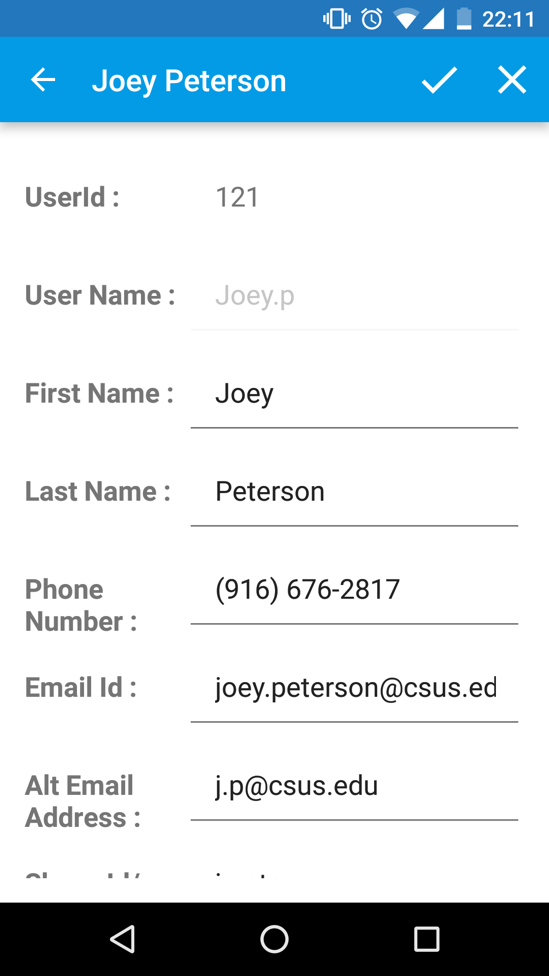 22:11
Joey Peterson
UserId : 121
User Name : Joey.p
First Name : Joey
Last Name : Peterson
Phone (916) 676-2817
Number :
Email Id : joey.peterson@csus.ed
Alt Email j.p@csus.edu
Address :